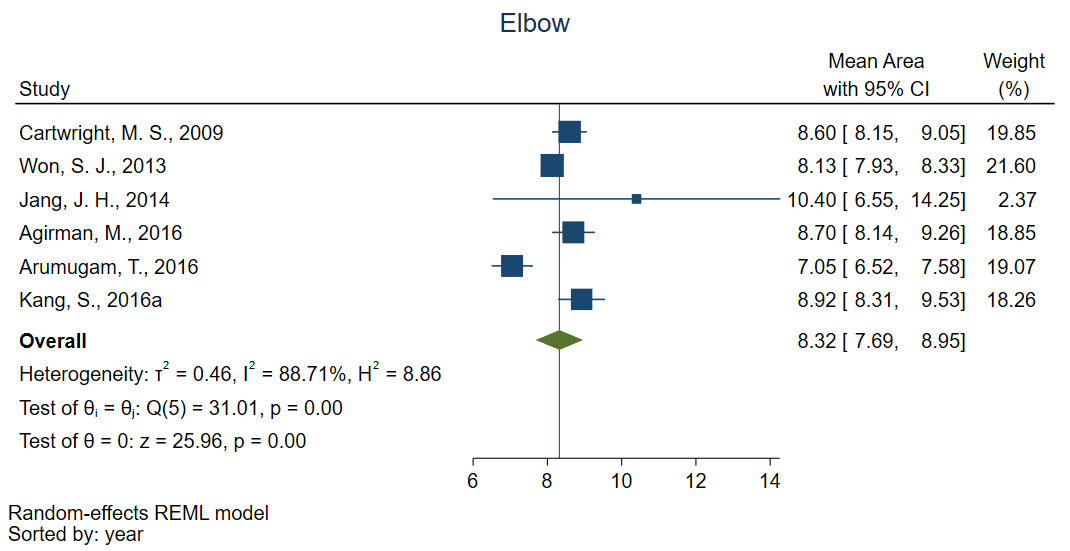 Elbow
Mean Area Weight
Study with 95% CI (%)
Cartwright, M. S., 2009 8.60 [ 8.15, 9.05] 19.85
Won, S. J., 2013 8.13 [ 7.93, 8.33] 21.60
Jang, J. H., 2014 10.40 [ 6.55, 14.25] 2.37
Agirman, M., 2016 8.70 [ 8.14, 9.26] 18.85
Arumugam, T., 2016 7.05 [ 6.52, 7.58] 19.07
Kang, S., 2016a 8.92 [ 8.31, 9.53] 18.26
Overall 8.32 [ 7.69, 8.95]
Heterogeneity: τ² = 0.46, I² = 88.71%, H² = 8.86
Test of θᵢ = θⱼ: Q(5) = 31.01, p = 0.00
Test of θ = 0: z = 25.96, p = 0.00
6 8 10 12 14
Random-effects REML model
Sorted by: year